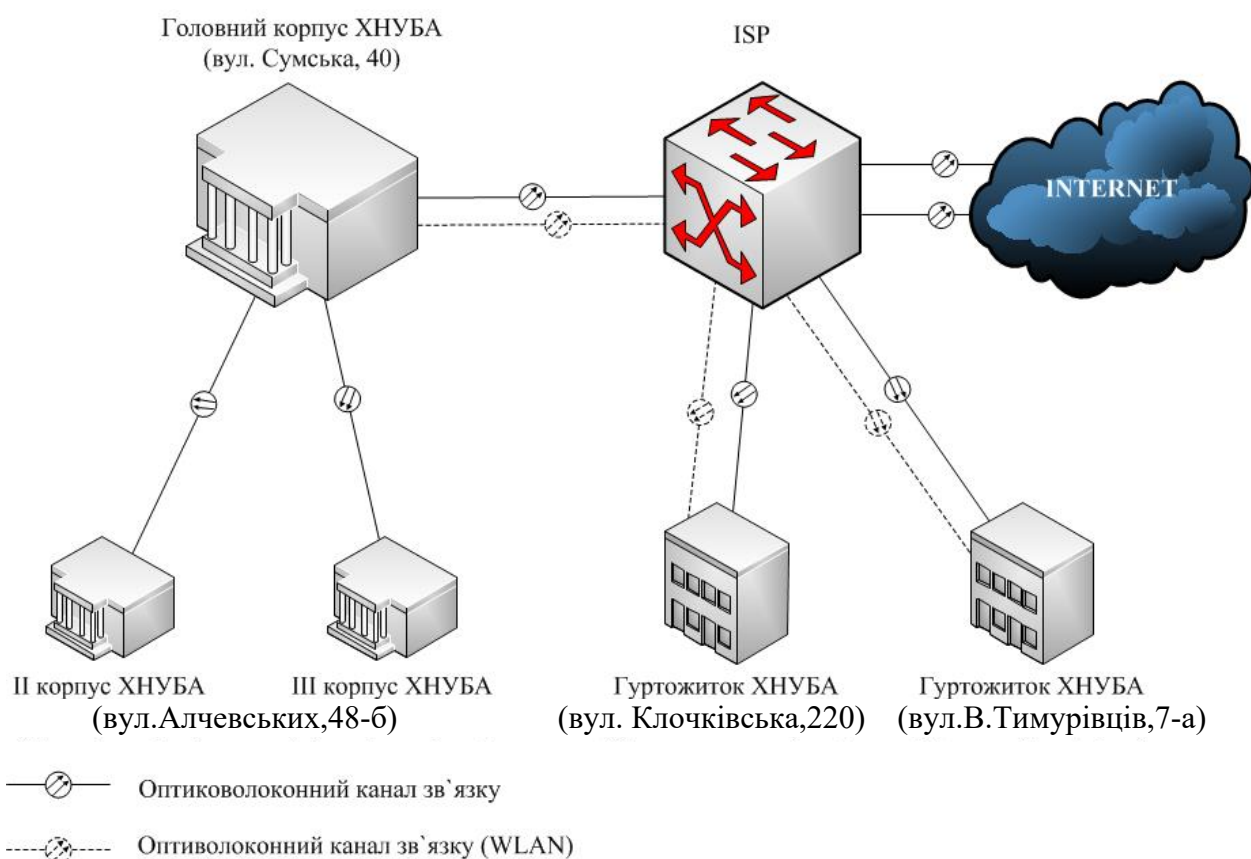 Головний корпус ХНУБА
(вул. Сумська, 40)
ISP
INTERNET
II корпус ХНУБА
III корпус ХНУБА
(вул.Алчевських,48-б)
Гуртожиток ХНУБА
(вул. Клочківська,220)
Гуртожиток ХНУБА
(вул.В.Тимурівців,7-а)
Оптиковолоконний канал зв`язку
Оптиволоконний канал зв`язку (WLAN)